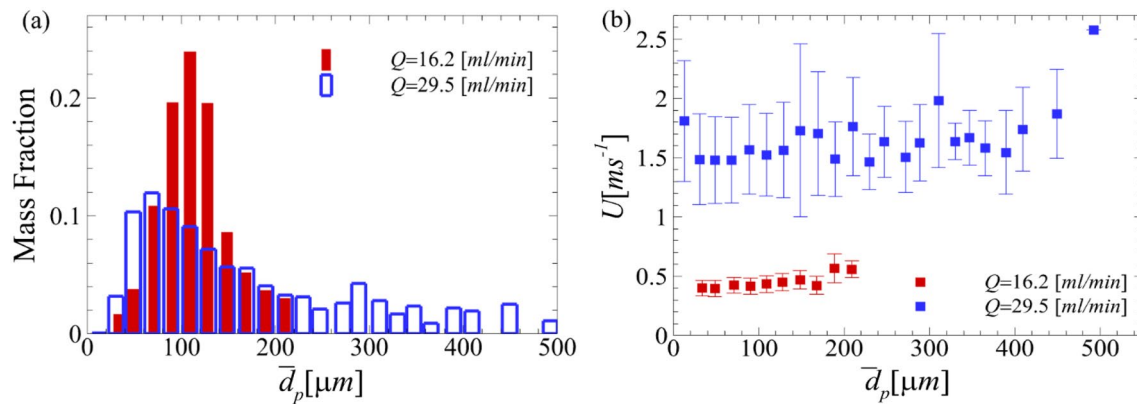 (a)
Q=16.2 [ml/min]
Q=29.5 [ml/min]
Mass Fraction
0.2
0.1
0
0 100 200 300 400 500
d̅p[μm]
(b)
U[ms⁻¹]
2.5
2
1.5
1
0.5
0
0 100 200 300 400 500
Q=16.2 [ml/min]
Q=29.5 [ml/min]
d̅p[μm]